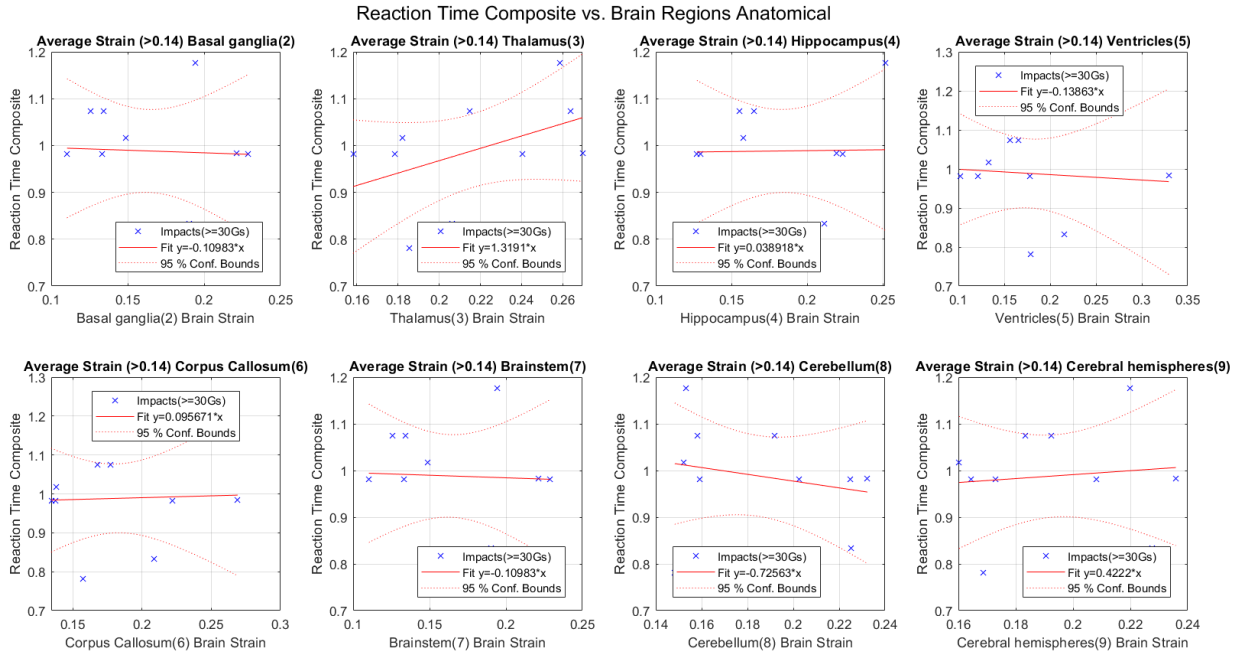 Reaction Time Composite vs. Brain Regions Anatomical
Average Strain (>0.14) Basal ganglia(2)
Reaction Time Composite
1.2
1.1
1
0.9
0.8
0.7
0.1
0.15
0.2
0.25
Impacts(>=30Gs)
Fit y=-0.10983*x
95 % Conf. Bounds
Basal ganglia(2) Brain Strain
Average Strain (>0.14) Thalamus(3)
Reaction Time Composite
1.2
1.1
1
0.9
0.8
0.7
0.16
0.18
0.2
0.22
0.24
0.26
Impacts(>=30Gs)
Fit y=1.3191*x
95 % Conf. Bounds
Thalamus(3) Brain Strain
Average Strain (>0.14) Hippocampus(4)
Reaction Time Composite
1.2
1.1
1
0.9
0.8
0.7
0.1
0.15
0.2
0.25
Impacts(>=30Gs)
Fit y=0.038918*x
95 % Conf. Bounds
Hippocampus(4) Brain Strain
Average Strain (>0.14) Ventricles(5)
Reaction Time Composite
1.3
1.2
1.1
1
0.9
0.8
0.7
0.1
0.15
0.2
0.25
0.3
0.35
Impacts(>=30Gs)
Fit y=-0.13863*x
95 % Conf. Bounds
Ventricles(5) Brain Strain
Average Strain (>0.14) Corpus Callosum(6)
Reaction Time Composite
1.3
1.2
1.1
1
0.9
0.8
0.7
0.15
0.2
0.25
0.3
Impacts(>=30Gs)
Fit y=0.095671*x
95 % Conf. Bounds
Corpus Callosum(6) Brain Strain
Average Strain (>0.14) Brainstem(7)
Reaction Time Composite
1.2
1.1
1
0.9
0.8
0.7
0.1
0.15
0.2
0.25
Impacts(>=30Gs)
Fit y=-0.10983*x
95 % Conf. Bounds
Brainstem(7) Brain Strain
Average Strain (>0.14) Cerebellum(8)
Reaction Time Composite
1.2
1.1
1
0.9
0.8
0.7
0.14
0.16
0.18
0.2
0.22
0.24
Impacts(>=30Gs)
Fit y=-0.72563*x
95 % Conf. Bounds
Cerebellum(8) Brain Strain
Average Strain (>0.14) Cerebral hemispheres(9)
Reaction Time Composite
1.2
1.1
1
0.9
0.8
0.7
0.16
0.18
0.2
0.22
0.24
Impacts(>=30Gs)
Fit y=0.4222*x
95 % Conf. Bounds
Cerebral hemispheres(9) Brain Strain